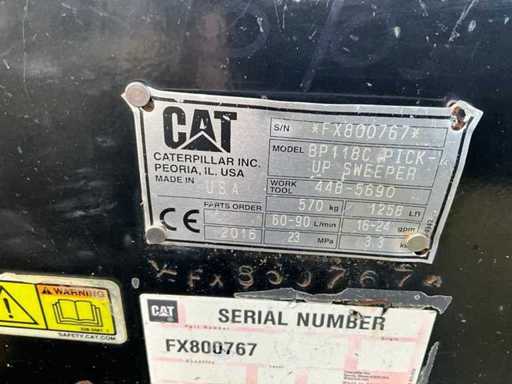 CAT
CATERPILLAR INC.
PEORIA, IL. USA
MADE IN USA
S/N *FX800767*
MODEL BP118C PICK-
UP SWEEPER
WORK TOOL 448-5690
PARTS ORDER 570 kg 1256 lb
CE 2016 60-90 L/min 16-24 gpm
23 MPa 3.3
*FX800767*
WARNING
SAFETY.CAT.COM
CAT SERIAL NUMBER
FX800767